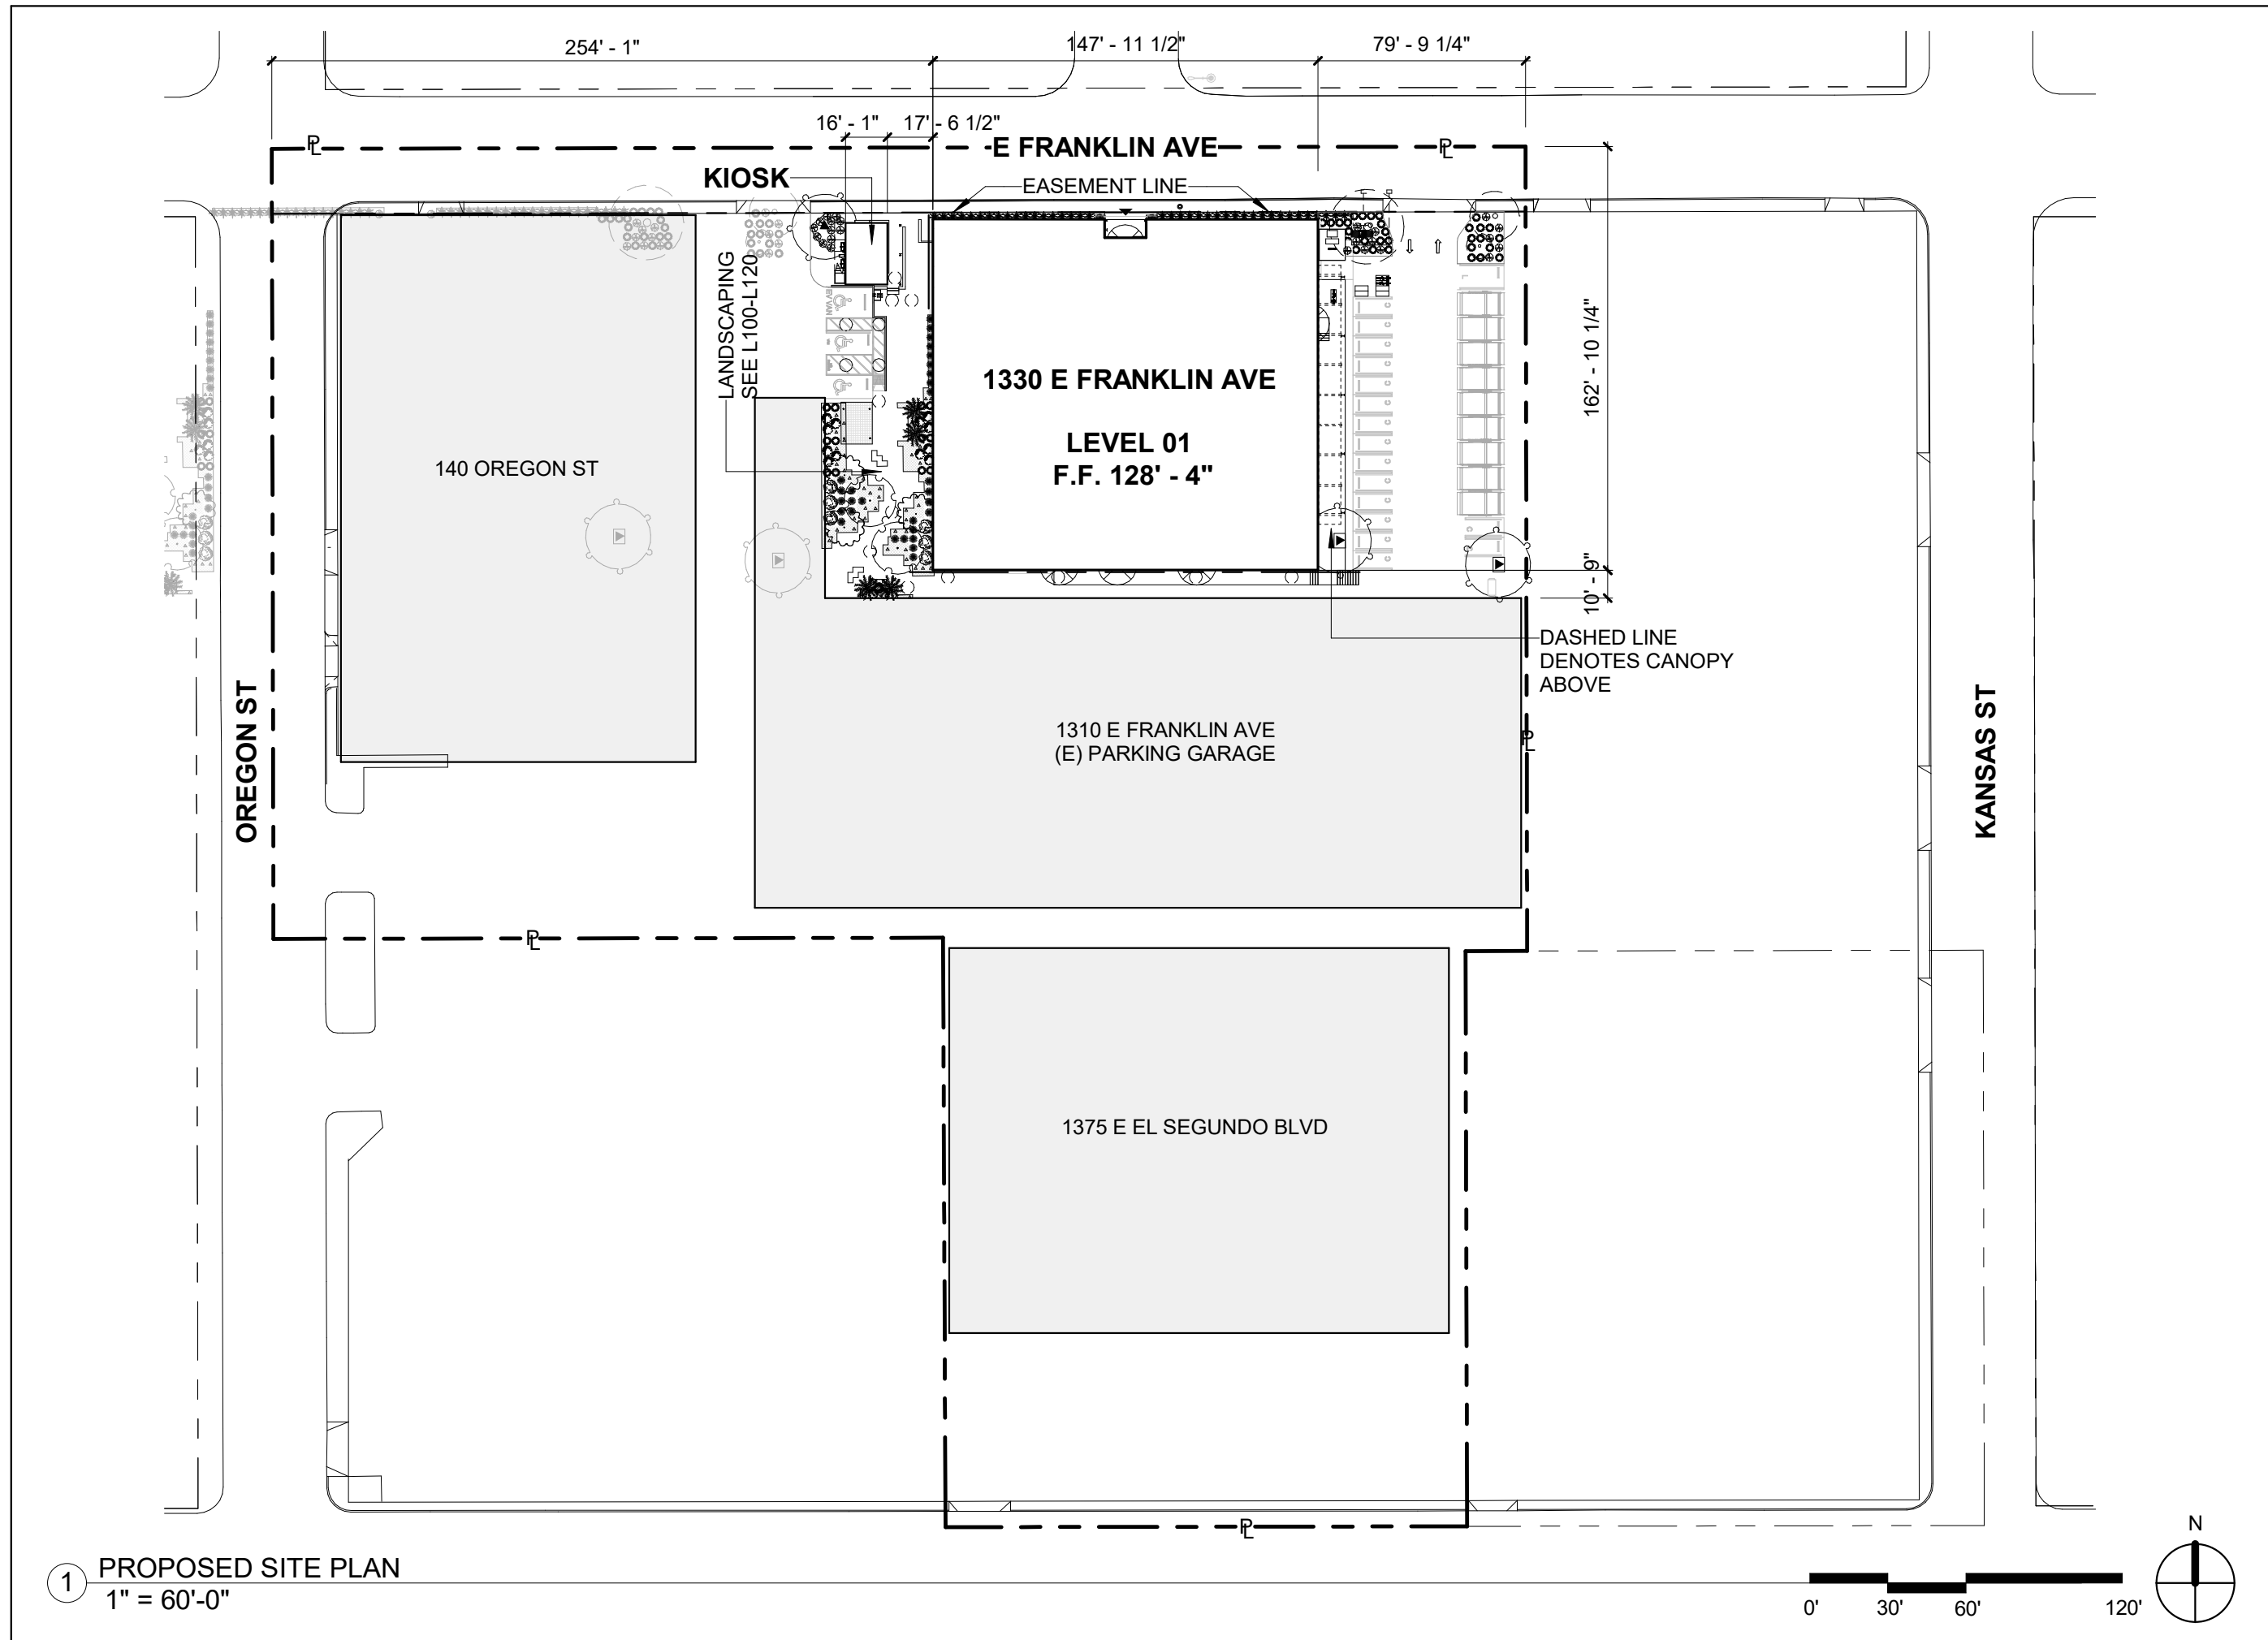 254' - 1"
147' - 11 1/2"
79' - 9 1/4"
16' - 1"
17' - 6 1/2"
PL
E FRANKLIN AVE
PL
KIOSK
EASEMENT LINE
LANDSCAPING
SEE L100-L120
EV VAN
1330 E FRANKLIN AVE
LEVEL 01
F.F. 128' - 4"
162' - 10 1/4"
10' - 9"
140 OREGON ST
DASHED LINE
DENOTES CANOPY
ABOVE
OREGON ST
1310 E FRANKLIN AVE
(E) PARKING GARAGE
PL
KANSAS ST
PL
1375 E EL SEGUNDO BLVD
PL
1 PROPOSED SITE PLAN
1" = 60'-0"
0' 30' 60' 120'
N